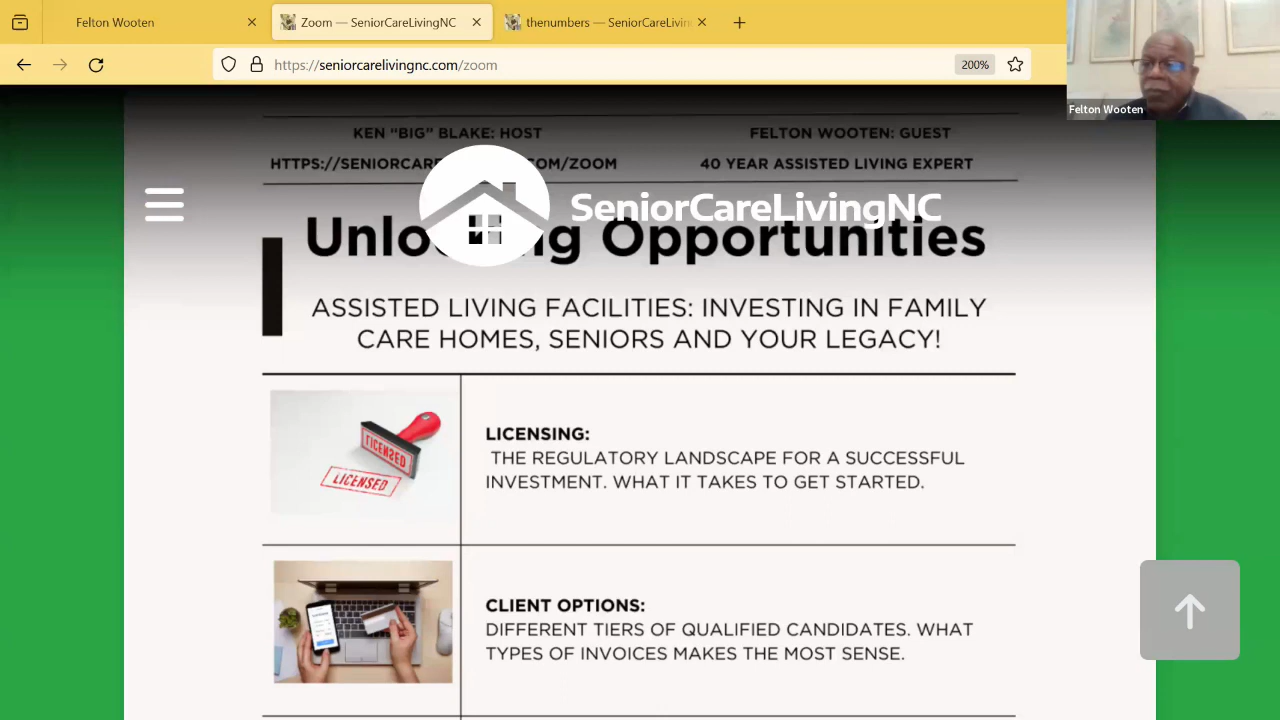 Felton Wooten
Zoom — SeniorCareLivingNC
thenumbers — SeniorCareLivin
https://seniorcarelivingnc.com/zoom
200%
Felton Wooten
KEN “BIG” BLAKE: HOST
FELTON WOOTEN: GUEST
HTTPS://SENIORCARE COM/ZOOM
40 YEAR ASSISTED LIVING EXPERT
SeniorCareLivingNC
Unlo ng Opportunities
ASSISTED LIVING FACILITIES: INVESTING IN FAMILY
CARE HOMES, SENIORS AND YOUR LEGACY!
LICENSED
LICENSED
LICENSING:
THE REGULATORY LANDSCAPE FOR A SUCCESSFUL
INVESTMENT. WHAT IT TAKES TO GET STARTED.
CLIENT OPTIONS:
DIFFERENT TIERS OF QUALIFIED CANDIDATES. WHAT
TYPES OF INVOICES MAKES THE MOST SENSE.